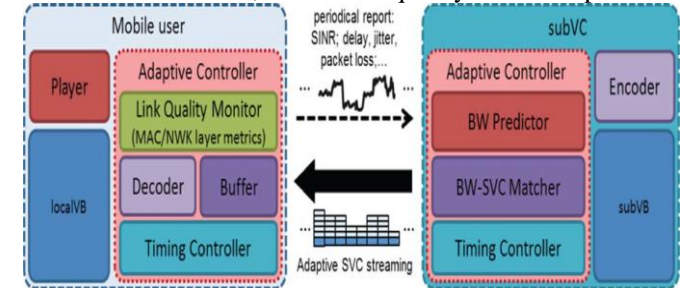 Mobile user
Player
localVB
Adaptive Controller
Link Quality Monitor
(MAC/NWK layer metrics)
Decoder
Buffer
Timing Controller
periodical report:
SINR; delay, jitter,
packet loss;...
... ...
... ...
Adaptive SVC streaming
subVC
Adaptive Controller
BW Predictor
BW-SVC Matcher
Timing Controller
Encoder
subVB